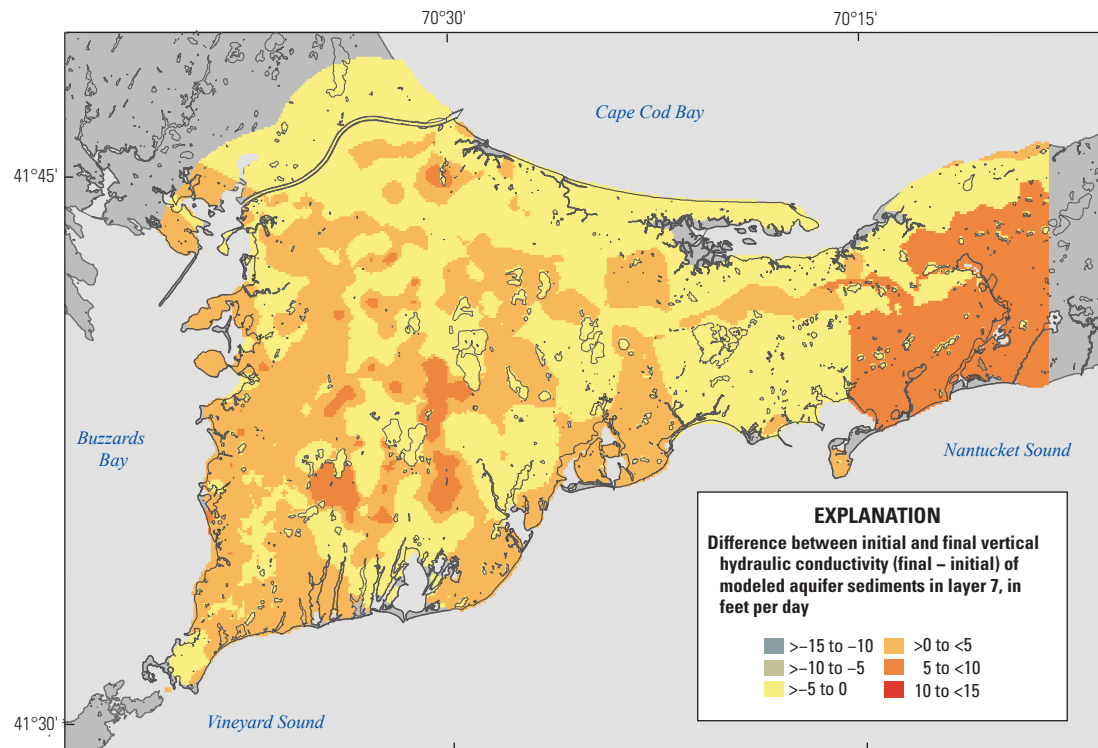 70°30'
70°15'
Cape Cod Bay
41°45'
Buzzards
Bay
Nantucket Sound
EXPLANATION
Difference between initial and final vertical
hydraulic conductivity (final – initial) of
modeled aquifer sediments in layer 7, in
feet per day
>−15 to −10
>0 to <5
>−10 to −5
5 to <10
>−5 to 0
10 to <15
41°30'
Vineyard Sound